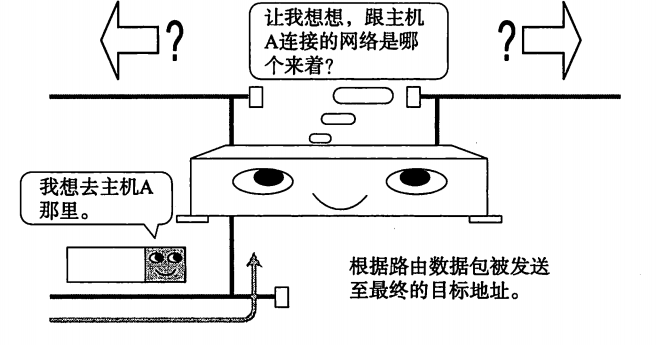 让我想想，跟主机
A连接的网络是哪
个来着？
?
?
我想去主机A
那里。
根据路由数据包被发送
至最终的目标地址。